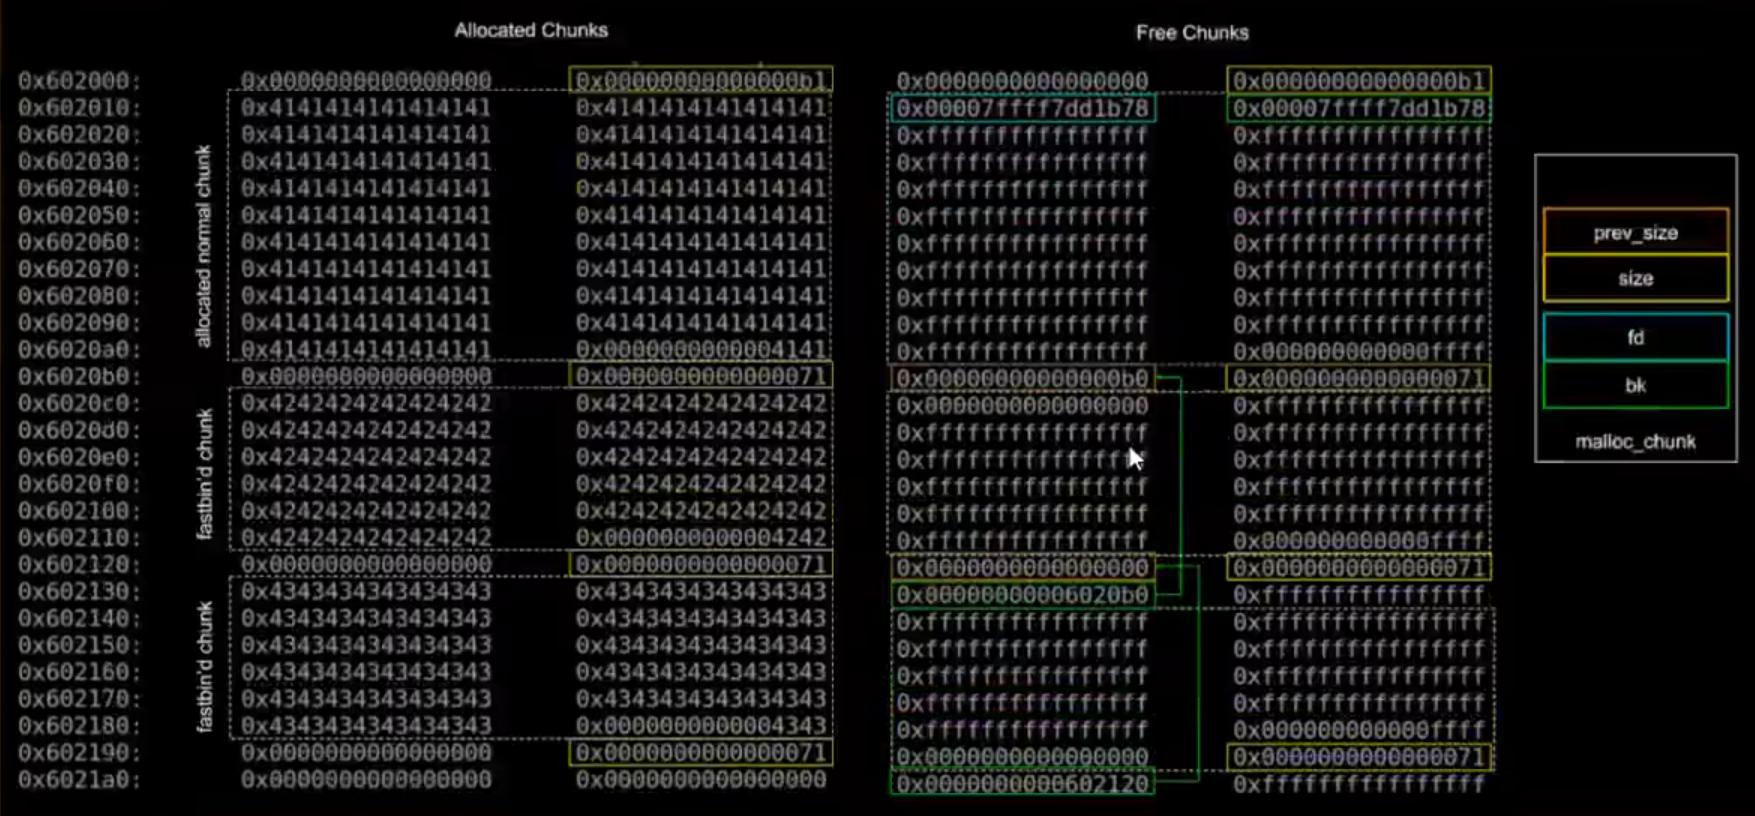 Allocated Chunks Free Chunks
0x602000: 0x0000000000000000 0x00000000000000b1 0x0000000000000000 0x00000000000000b1
0x602010: 0x4141414141414141 0x4141414141414141 0x00007ffff7dd1b78 0x00007ffff7dd1b78
0x602020: 0x4141414141414141 0x4141414141414141 0xffffffffffffffff 0xffffffffffffffff
0x602030: 0x4141414141414141 0x4141414141414141 0xffffffffffffffff 0xffffffffffffffff
0x602040: 0x4141414141414141 0x4141414141414141 0xffffffffffffffff 0xffffffffffffffff
0x602050: 0x4141414141414141 0x4141414141414141 0xffffffffffffffff 0xffffffffffffffff
0x602060: 0x4141414141414141 0x4141414141414141 0xffffffffffffffff 0xffffffffffffffff
0x602070: 0x4141414141414141 0x4141414141414141 0xffffffffffffffff 0xffffffffffffffff
0x602080: 0x4141414141414141 0x4141414141414141 0xffffffffffffffff 0xffffffffffffffff
0x602090: 0x4141414141414141 0x4141414141414141 0xffffffffffffffff 0xffffffffffffffff
0x6020a0: 0x4141414141414141 0x0000000000004141 0xffffffffffffffff 0x000000000000ffff
0x6020b0: 0x0000000000000000 0x0000000000000071 0x00000000000000b0 0x0000000000000071
0x6020c0: 0x4242424242424242 0x4242424242424242 0x0000000000000000 0xffffffffffffffff
0x6020d0: 0x4242424242424242 0x4242424242424242 0xffffffffffffffff 0xffffffffffffffff
0x6020e0: 0x4242424242424242 0x4242424242424242 0xffffffffffffffff 0xffffffffffffffff
0x6020f0: 0x4242424242424242 0x4242424242424242 0xffffffffffffffff 0xffffffffffffffff
0x602100: 0x4242424242424242 0x4242424242424242 0xffffffffffffffff 0xffffffffffffffff
0x602110: 0x4242424242424242 0x0000000000004242 0xffffffffffffffff 0x000000000000ffff
0x602120: 0x0000000000000000 0x0000000000000071 0x0000000000000000 0x0000000000000071
0x602130: 0x4343434343434343 0x4343434343434343 0x00000000006020b0 0xffffffffffffffff
0x602140: 0x4343434343434343 0x4343434343434343 0xffffffffffffffff 0xffffffffffffffff
0x602150: 0x4343434343434343 0x4343434343434343 0xffffffffffffffff 0xffffffffffffffff
0x602160: 0x4343434343434343 0x4343434343434343 0xffffffffffffffff 0xffffffffffffffff
0x602170: 0x4343434343434343 0x4343434343434343 0xffffffffffffffff 0xffffffffffffffff
0x602180: 0x4343434343434343 0x0000000000004343 0xffffffffffffffff 0x000000000000ffff
0x602190: 0x0000000000000000 0x0000000000000071 0x0000000000000000 0x0000000000000071
0x6021a0: 0x0000000000000000 0x0000000000000000 0x0000000000602120 0xffffffffffffffff
allocated normal chunk
fastbin'd chunk
fastbin'd chunk
prev_size
size
fd
bk
malloc_chunk